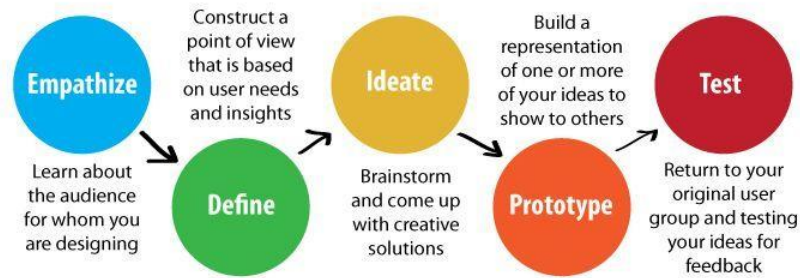 Empathize
Learn about
the audience
for whom you
are designing
Construct a
point of view
that is based
on user needs
and insights
Define
Ideate
Brainstorm
and come up
with creative
solutions
Build a
representation
of one or more
of your ideas to
show to others
Prototype
Test
Return to your
original user
group and testing
your ideas for
feedback